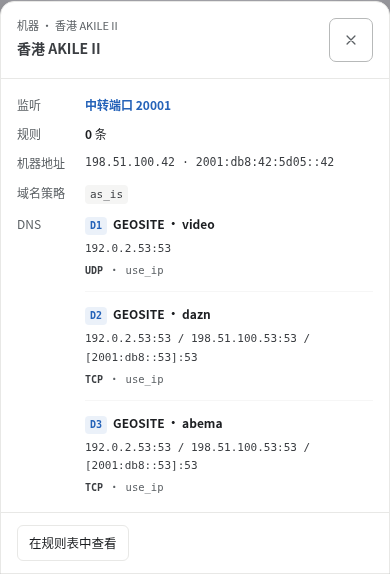 机器 · 香港 AKILE II
香港 AKILE II
×
监听 中转端口 20001
规则 0 条
机器地址 198.51.100.42 · 2001:db8:42:5d05::42
域名策略 as_is
DNS D1 GEOSITE · video
192.0.2.53:53
UDP · use_ip
D2 GEOSITE · dazn
192.0.2.53:53 / 198.51.100.53:53 /
[2001:db8::53]:53
TCP · use_ip
D3 GEOSITE · abema
192.0.2.53:53 / 198.51.100.53:53 /
[2001:db8::53]:53
TCP · use_ip
在规则表中查看